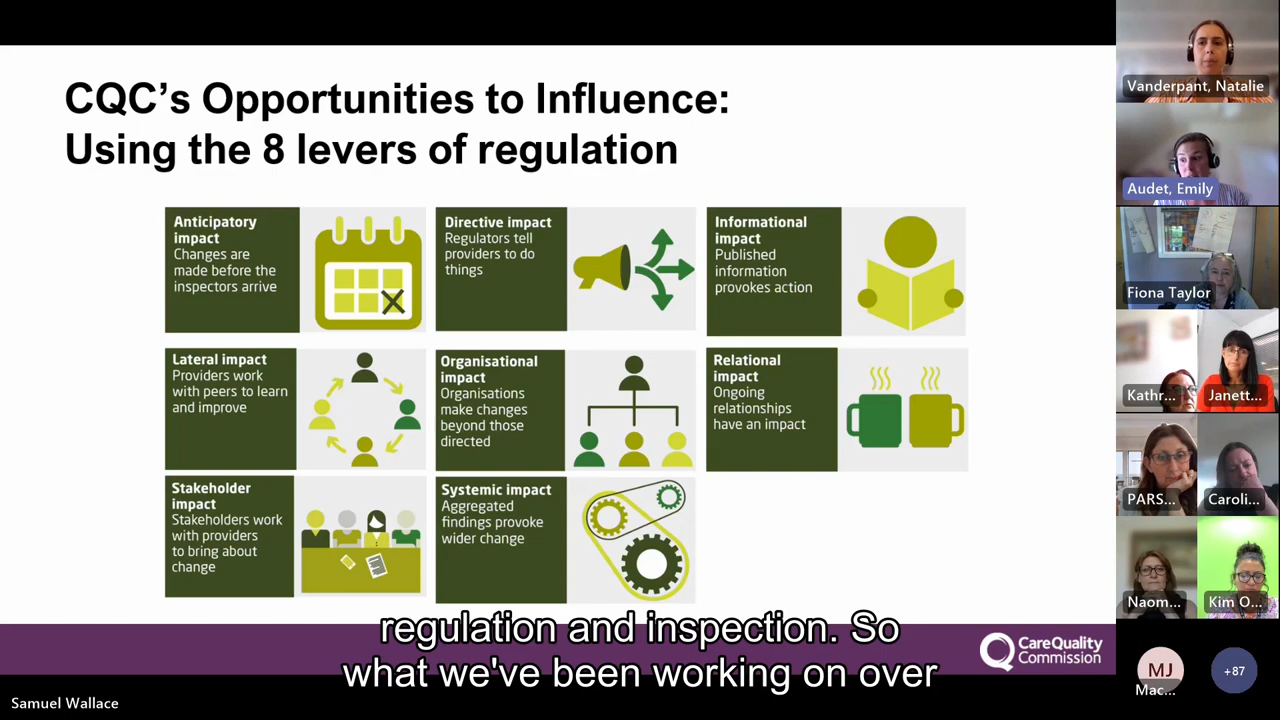 CQC's Opportunities to Influence:
Using the 8 levers of regulation
Anticipatory
impact
Changes are
made before the
inspectors arrive
Directive impact
Regulators tell
providers to do
things
Informational
impact
Published
information
provokes action
Lateral impact
Providers work
with peers to learn
and improve
Organisational
impact
Organisations
make changes
beyond those
directed
Relational
impact
Ongoing
relationships
have an impact
Stakeholder
impact
Stakeholders work
with providers
to bring about
change
Systemic impact
Aggregated
findings provoke
wider change
regulation and inspection. So
what we've been working on over
CareQuality
Commission
Samuel Wallace
Vanderpant, Natalie
Audet, Emily
Fiona Taylor
Kathr...
Janett...
PARS...
Caroli...
Naom...
Kim O...
MJ
Mac...
+87